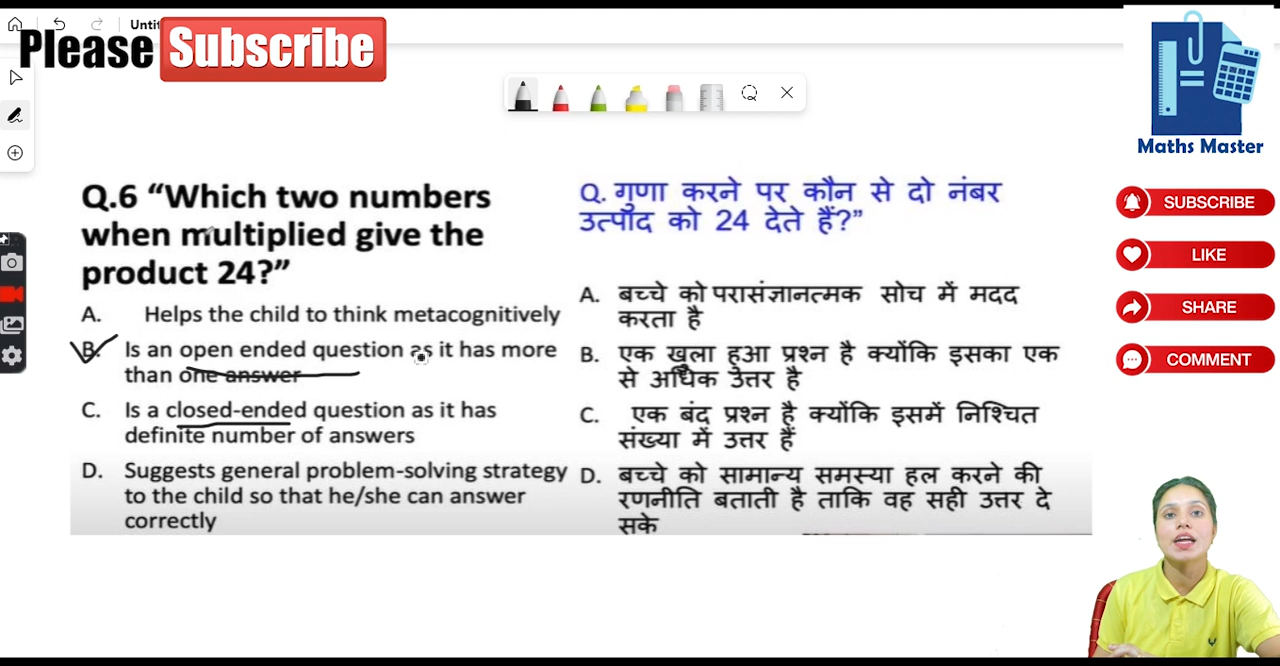 Please Subscribe
Maths Master
SUBSCRIBE
LIKE
SHARE
COMMENT
Q.6 “Which two numbers
when multiplied give the
product 24?”
A. Helps the child to think metacognitively
B. Is an open ended question as it has more
than one answer
C. Is a closed-ended question as it has
definite number of answers
D. Suggests general problem-solving strategy
to the child so that he/she can answer
correctly
Q. गुणा करने पर कौन से दो नंबर
उत्पाद को 24 देते हैं?”
A. बच्चे को परासंज्ञानत्मक सोच में मदद
करता है
B. एक खुला हुआ प्रश्न है क्योंकि इसका एक
से अधिक उत्तर है
C. एक बंद प्रश्न है क्योंकि इसमें निश्चित
संख्या में उत्तर हैं
D. बच्चे को सामान्य समस्या हल करने की
रणनीति बताती है ताकि वह सही उत्तर दे
सके